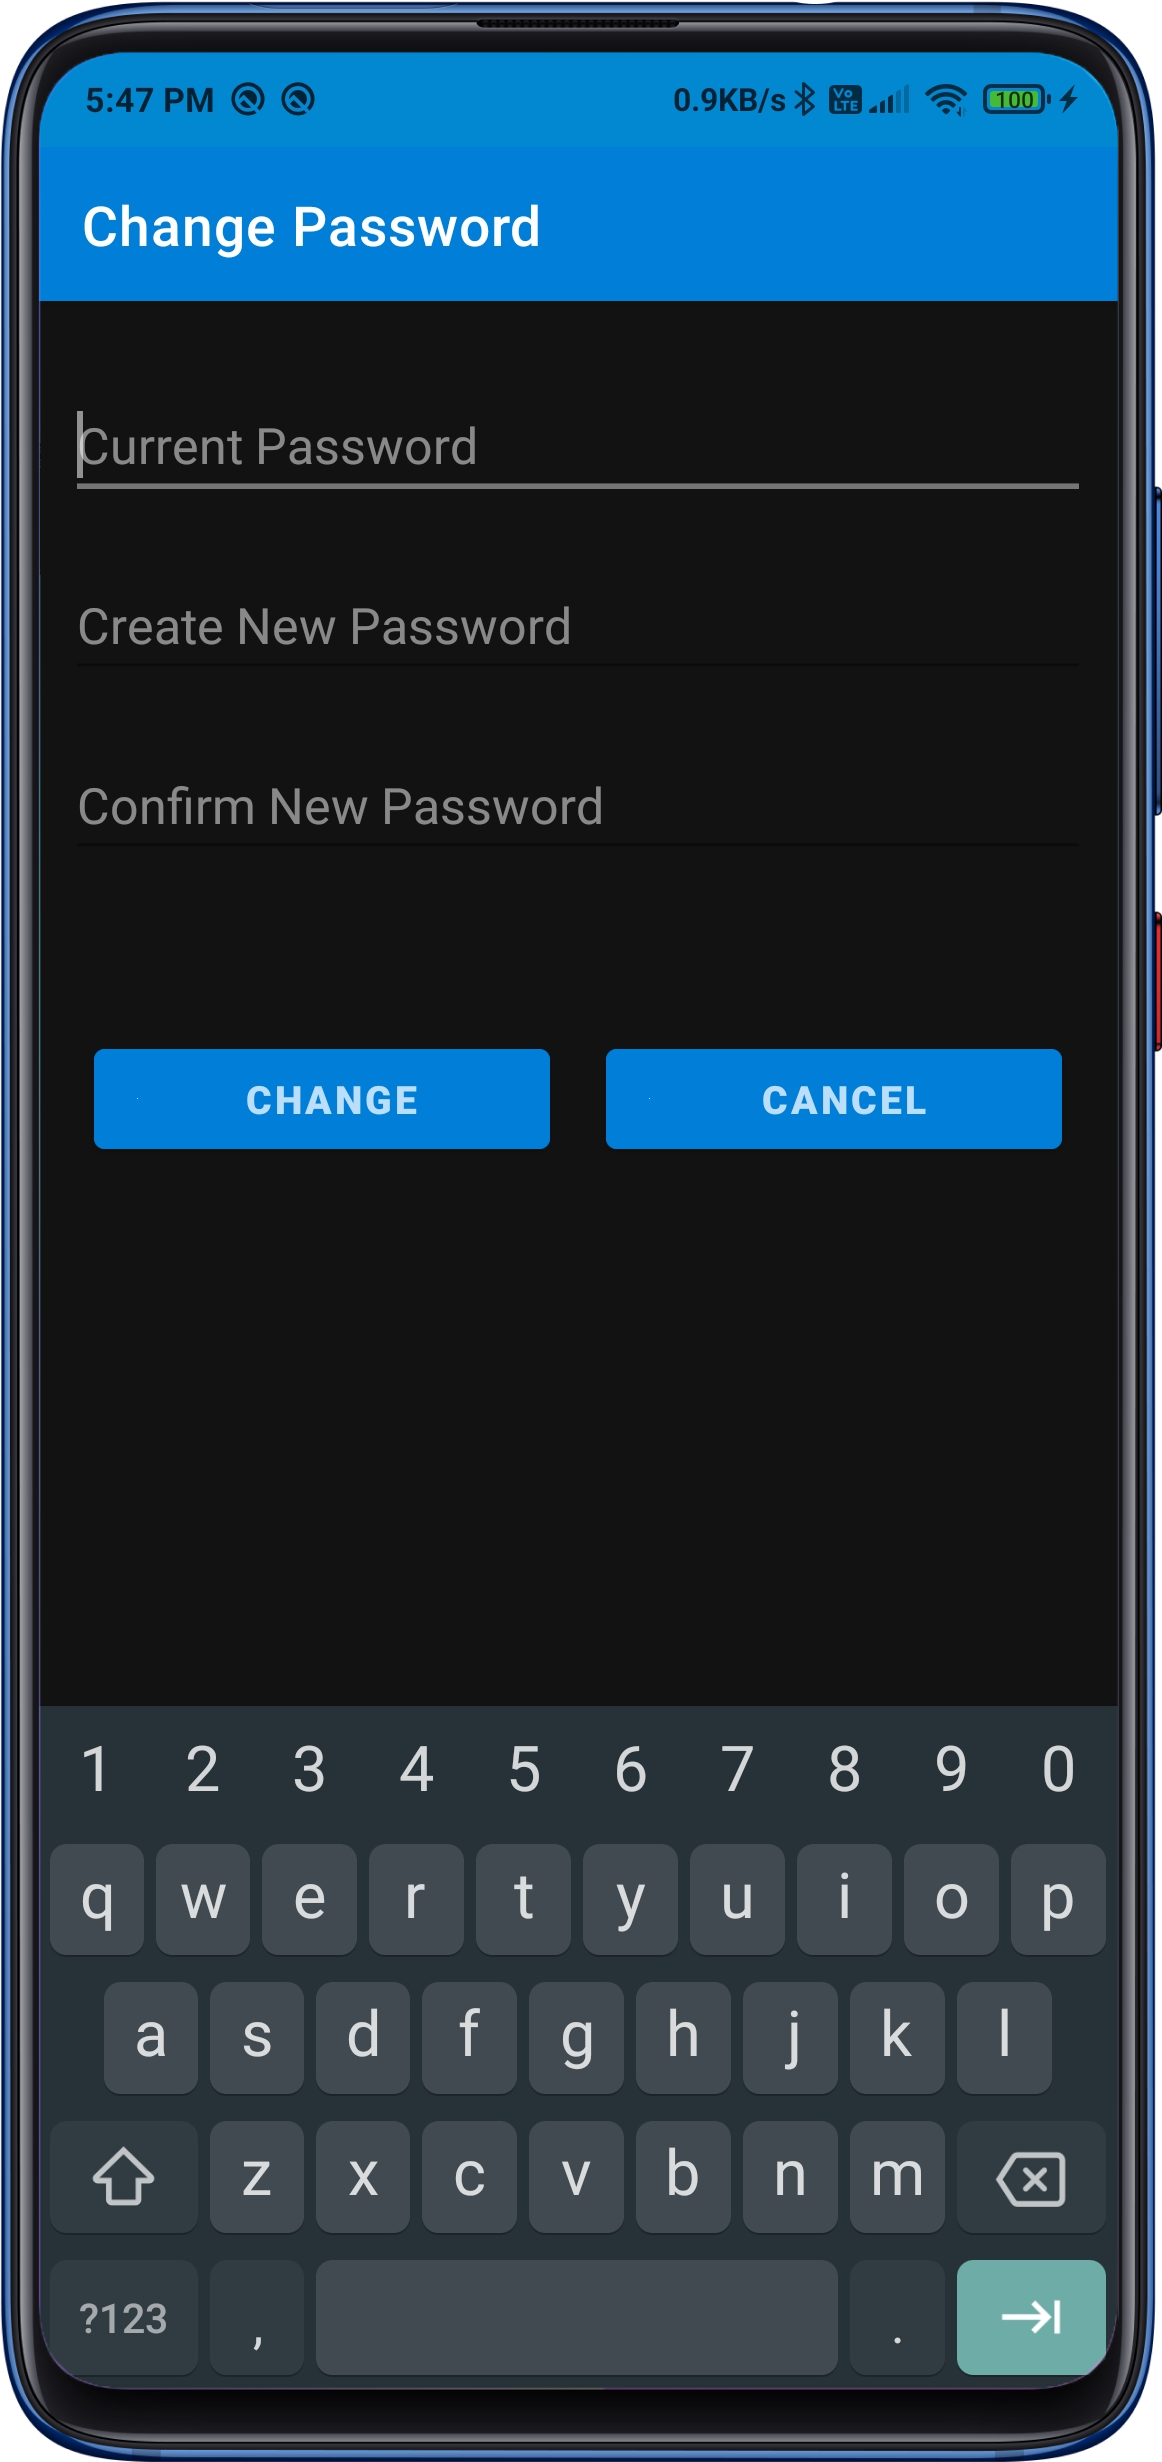 5:47 PM 0.9KB/s Vo LTE 100
Change Password
Current Password
Create New Password
Confirm New Password
CHANGE CANCEL
1 2 3 4 5 6 7 8 9 0
q w e r t y u i o p
a s d f g h j k l
z x c v b n m
?123 , .